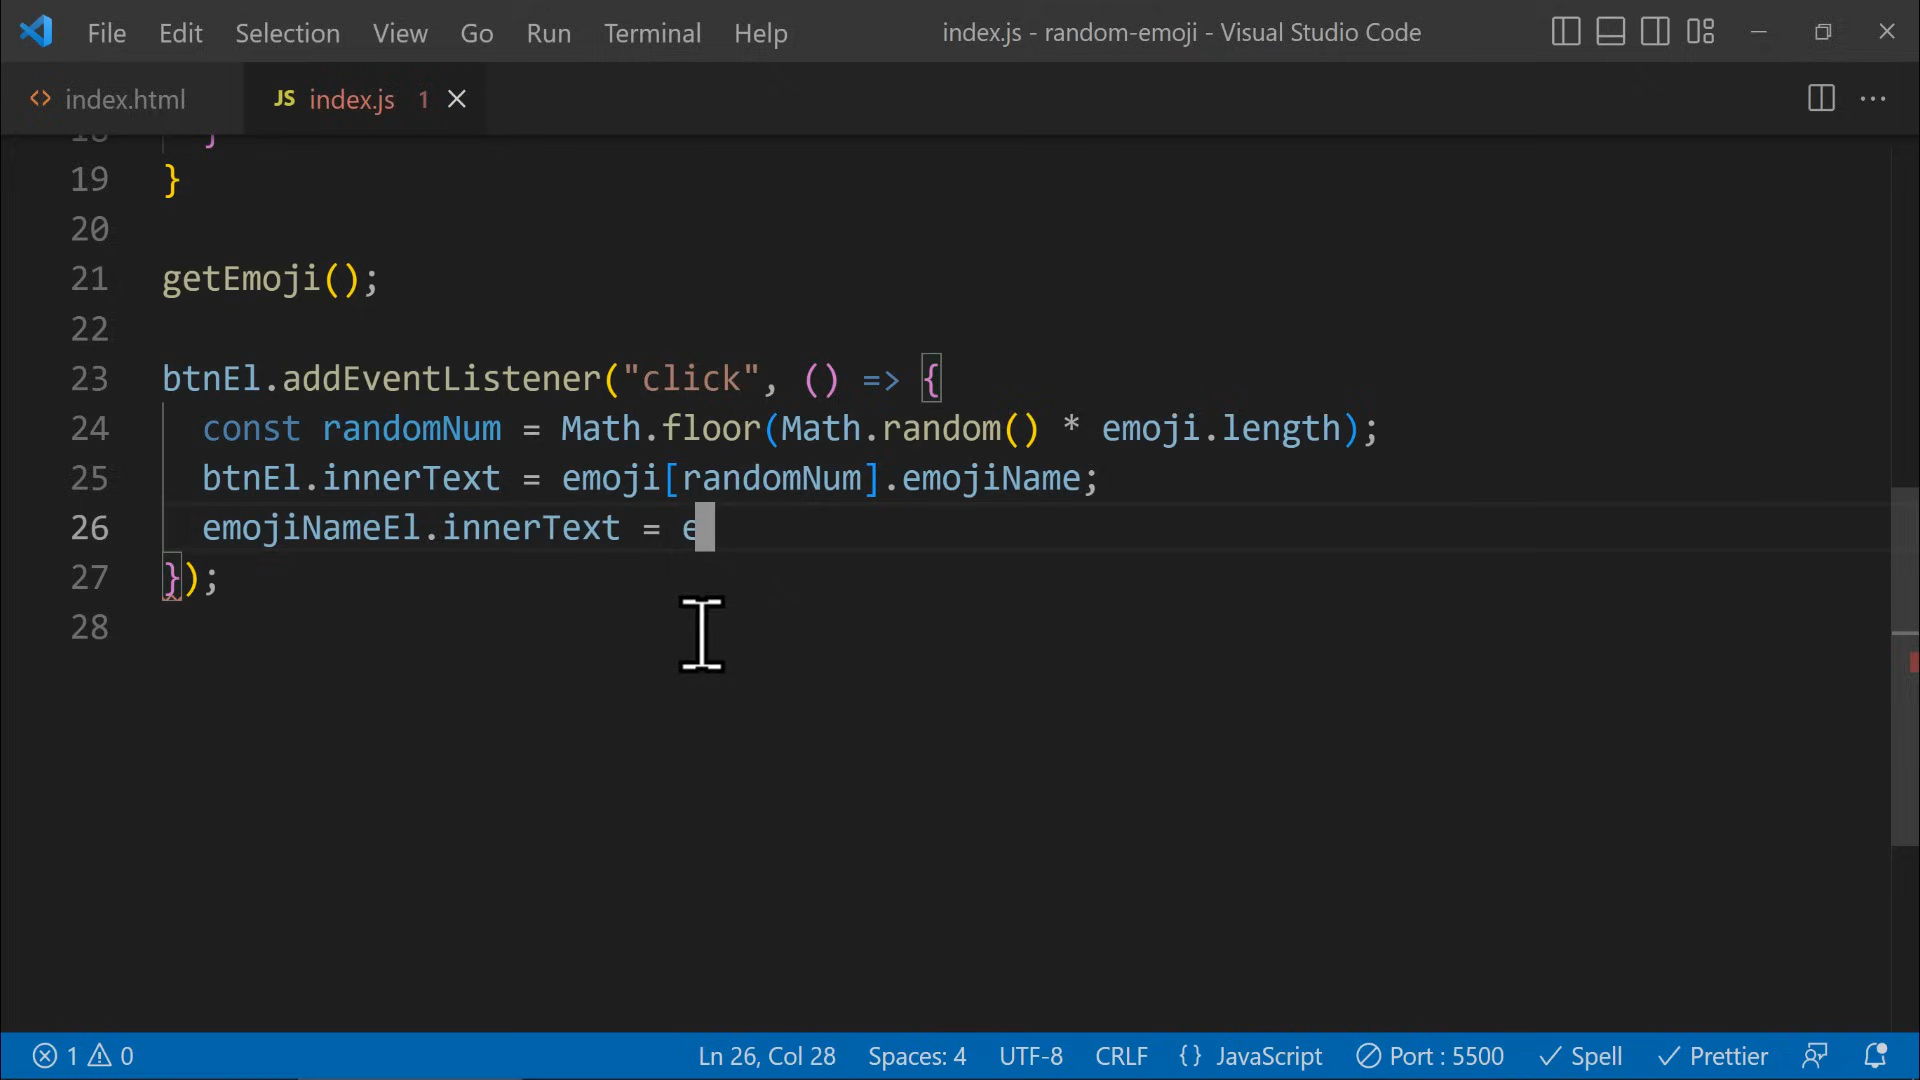 File Edit Selection View Go Run Terminal Help index.js - random-emoji - Visual Studio Code
index.html JS index.js 1
18 }
19 }
20
21 getEmoji();
22
23 btnEl.addEventListener("click", () => {
24 const randomNum = Math.floor(Math.random() * emoji.length);
25 btnEl.innerText = emoji[randomNum].emojiName;
26 emojiNameEl.innerText = e
27 });
28
1 0 Ln 26, Col 28 Spaces: 4 UTF-8 CRLF {} JavaScript Port : 5500 Spell Prettier